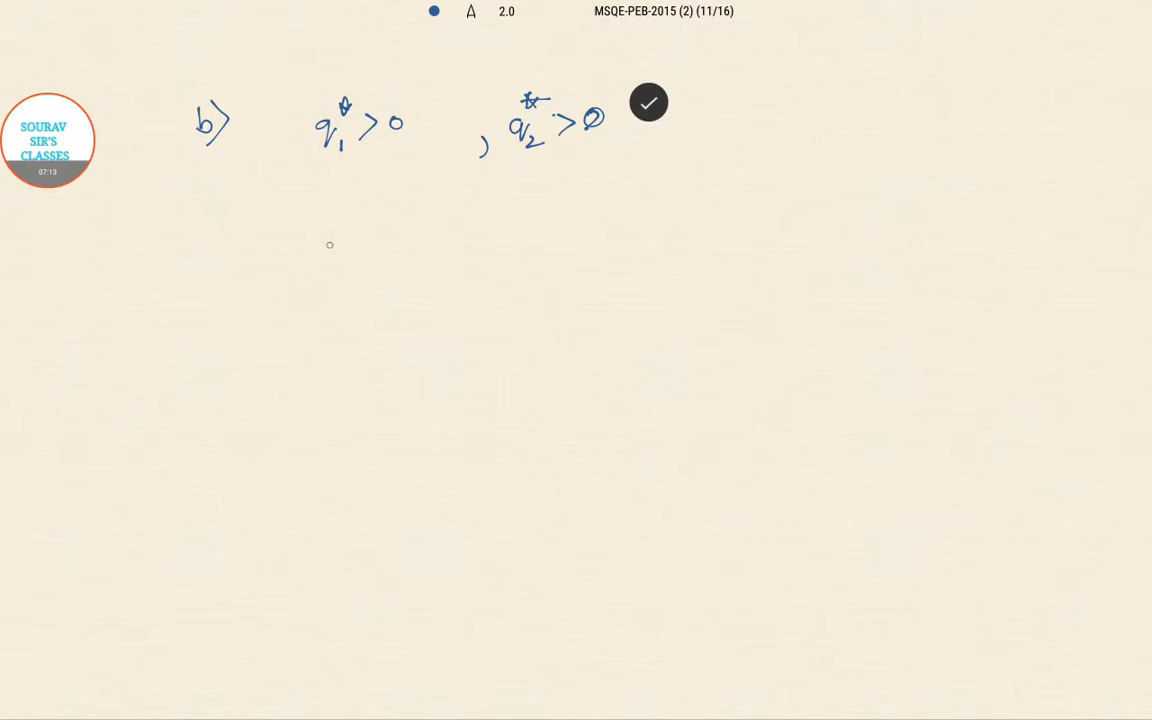 2.0 MSQE-PEB-2015 (2) (11/16)
SOURAV
SIR'S
CLASSES
07:13
b) q₁* > 0 , q₂* > 0